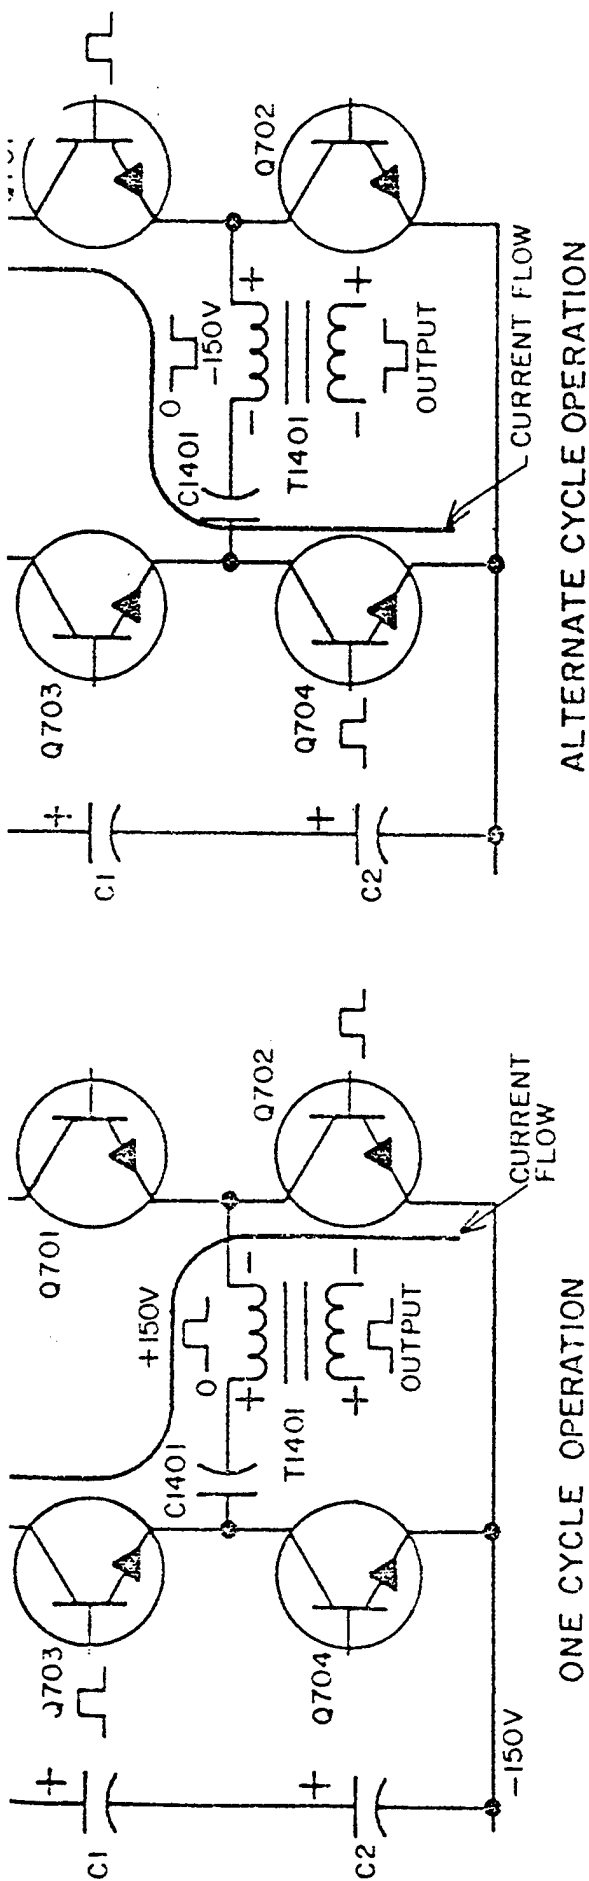 C1
+
Q703
Q701
+150V
0
C1401
+
−
T1401
+
−
OUTPUT
C2
+
Q704
Q702
−150V
CURRENT
FLOW
ONE CYCLE OPERATION
C1
+
Q703
0
−150V
C1401
−
+
T1401
−
+
OUTPUT
C2
+
Q704
Q702
CURRENT FLOW
ALTERNATE CYCLE OPERATION